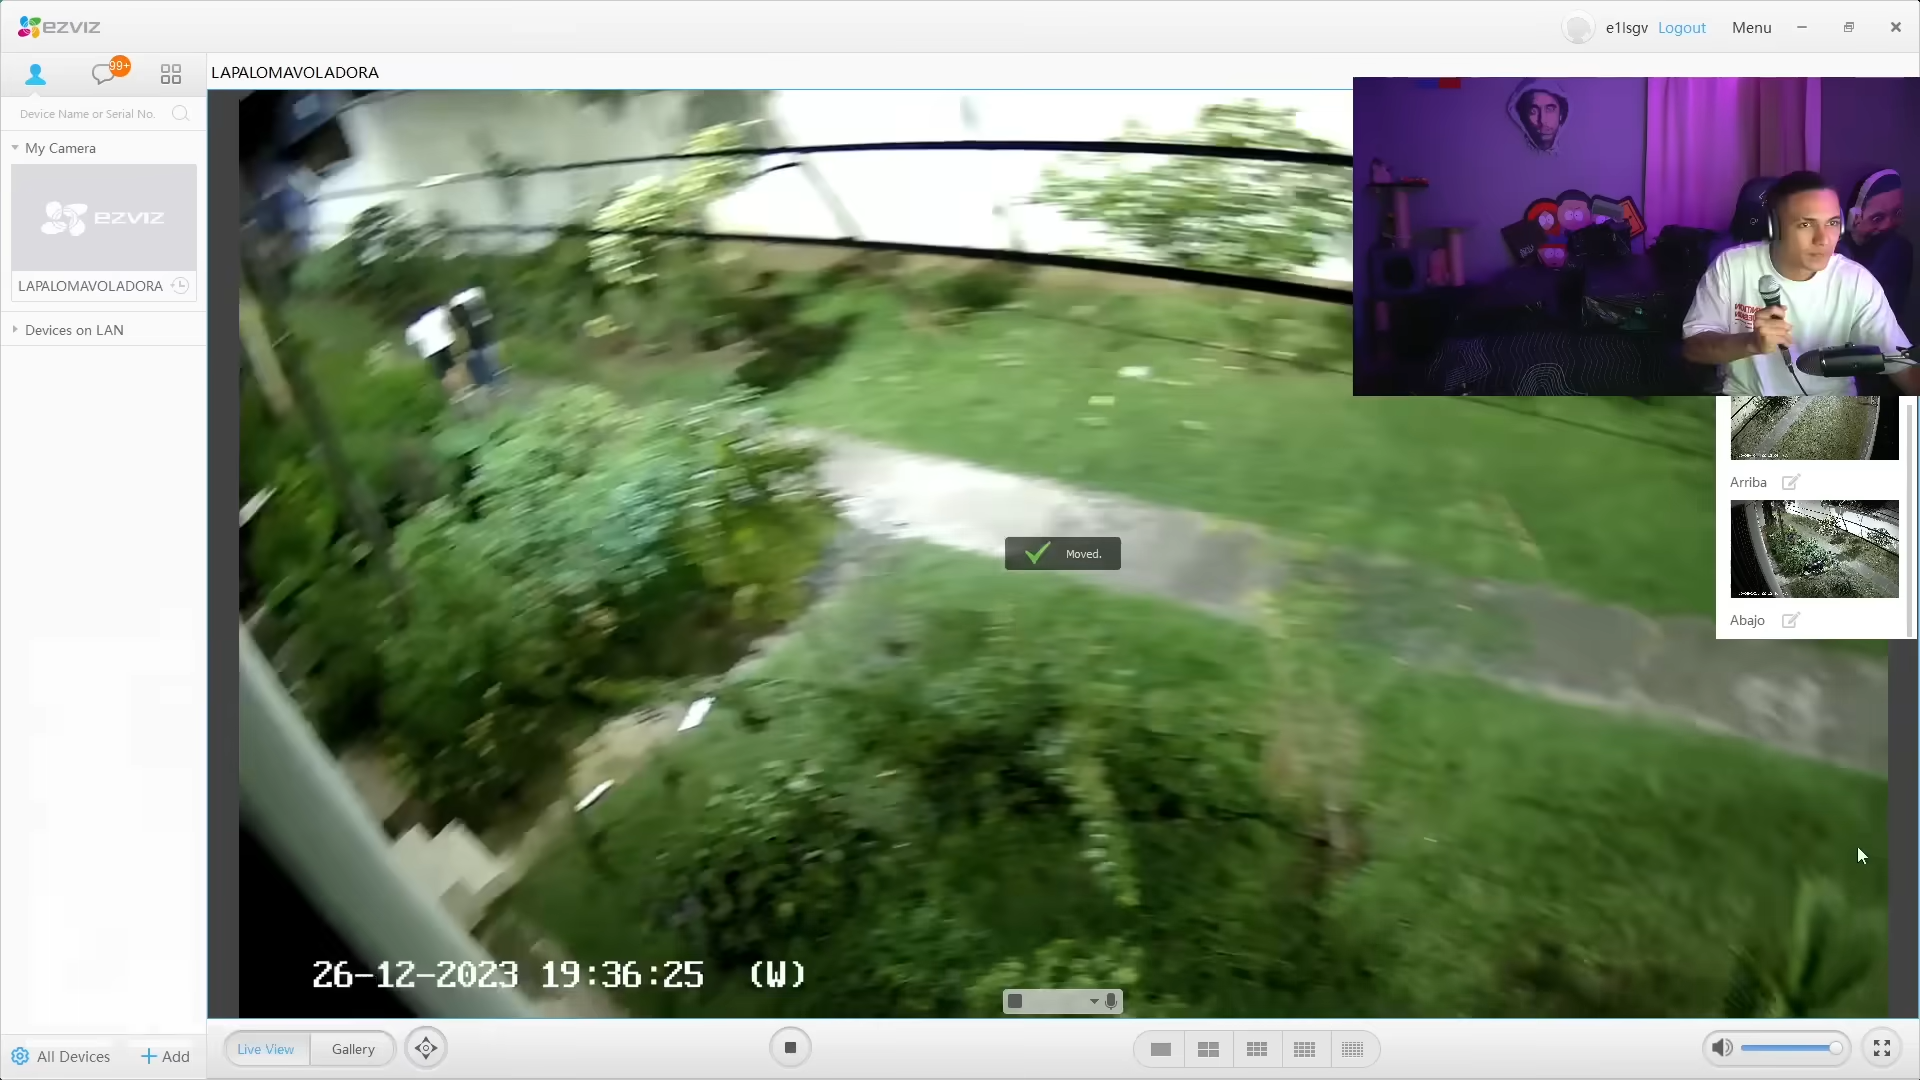 ezviz
e1lsgv Logout Menu
99+
LAPALOMAVOLADORA
Device Name or Serial No.
My Camera
ezviz
LAPALOMAVOLADORA
Devices on LAN
Arriba
Moved.
Abajo
26-12-2023 19:36:25 (W)
All Devices
Add
Live View
Gallery